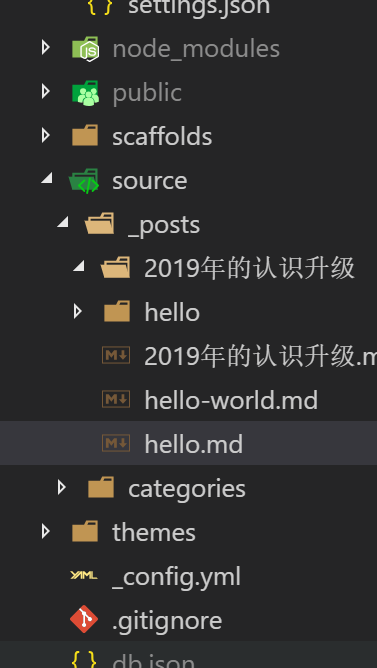 settings.json
node_modules
public
scaffolds
source
_posts
2019年的认识升级
hello
2019年的认识升级.m
hello-world.md
hello.md
categories
themes
_config.yml
.gitignore
db.json